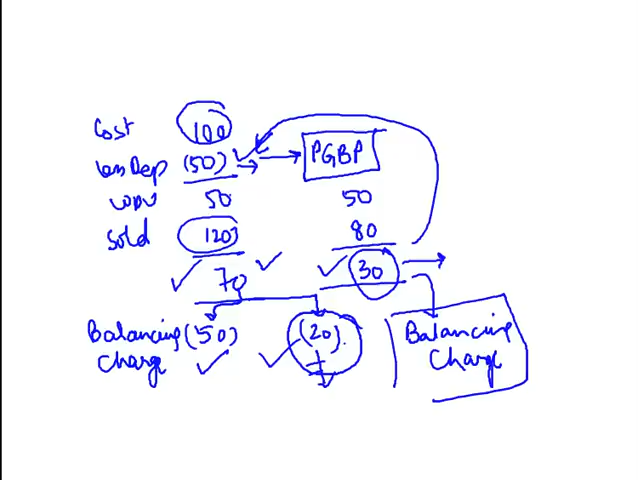 Cost 100
Less Dep (50) PGBP
WDV 50 50
Sold 120 80
70 30
Balancing Charge (50) (20) Balancing Charge